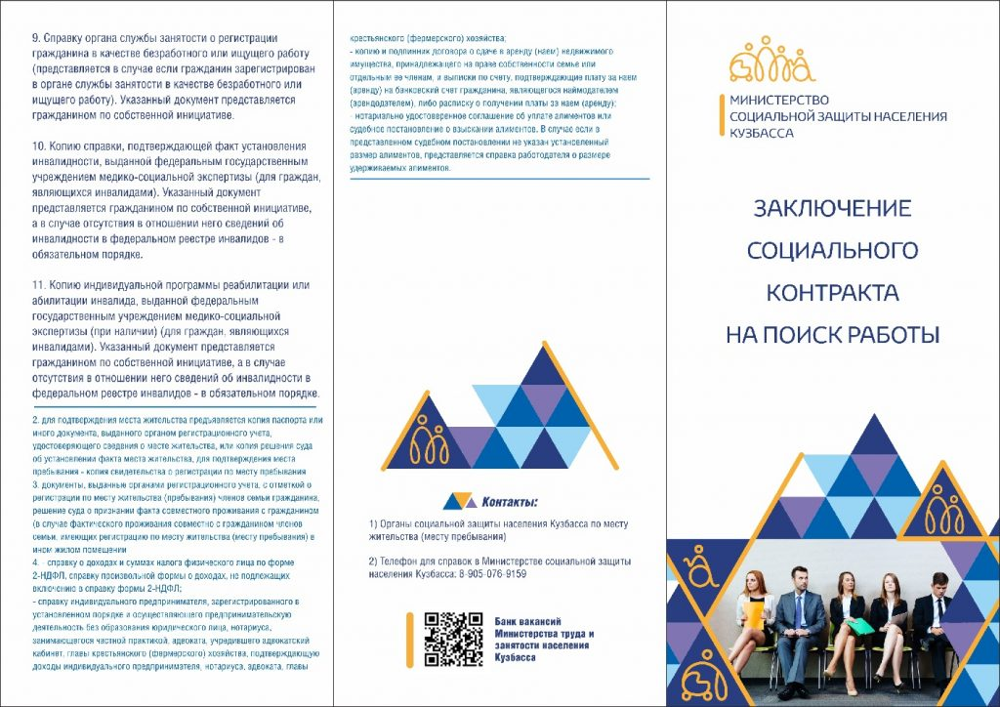 9. Справку органа службы занятости о регистрации
гражданина в качестве безработного или ищущего работу
(представляется в случае если гражданин зарегистрирован
в органе службы занятости в качестве безработного или
ищущего работу). Указанный документ представляется
гражданином по собственной инициативе.
10. Копию справки, подтверждающей факт установления
инвалидности, выданной федеральным государственным
учреждением медико-социальной экспертизы (для граждан,
являющихся инвалидами). Указанный документ
представляется гражданином по собственной инициативе,
а в случае отсутствия в отношении него сведений об
инвалидности в федеральном реестре инвалидов - в
обязательном порядке.
11. Копию индивидуальной программы реабилитации или
абилитации инвалида, выданной федеральным
государственным учреждением медико-социальной
экспертизы (при наличии) (для граждан, являющихся
инвалидами). Указанный документ представляется
гражданином по собственной инициативе, а в случае
отсутствия в отношении него сведений об инвалидности в
федеральном реестре инвалидов - в обязательном порядке.
2. для подтверждения места жительства предъявляется копия паспорта или
иного документа, выданного органом регистрационного учета,
удостоверяющего сведения о месте жительства, или копия решения суда
об установлении факта места жительства, для подтверждения места
пребывания - копия свидетельства о регистрации по месту пребывания
3. документы, выданные органами регистрационного учета, с отметкой о
регистрации по месту жительства (пребывания) членов семьи гражданина,
решение суда о признании факта совместного проживания с гражданином
(в случае фактического проживания совместно с гражданином членов
семьи, имеющих регистрацию по месту жительства (месту пребывания) в
ином жилом помещении
4. - справку о доходах и суммах налога физического лица по форме
2-НДФЛ, справку произвольной формы о доходах, не подлежащих
включению в справку формы 2-НДФЛ;
- справку индивидуального предпринимателя, зарегистрированного в
установленном порядке и осуществляющего предпринимательскую
деятельность без образования юридического лица, нотариуса,
занимающегося частной практикой, адвоката, учредившего адвокатский
кабинет, главы крестьянского (фермерского) хозяйства, подтверждающую
доходы индивидуального предпринимателя, нотариуса, адвоката, главы
крестьянского (фермерского) хозяйства;
- копию и подлинник договора о сдаче в аренду (наем) недвижимого
имущества, принадлежащего на праве собственности семье или
отдельным ее членам, и выписки по счету, подтверждающие плату за наем
(аренду) на банковский счет гражданина, являющегося наймодателем
(арендодателем), либо расписку о получении платы за наем (аренду);
- нотариально удостоверенное соглашение об уплате алиментов или
судебное постановление о взыскании алиментов. В случае если в
представленном судебном постановлении не указан установленный
размер алиментов, представляется справка работодателя о размере
удерживаемых алиментов.
Контакты:
1) Органы социальной защиты населения Кузбасса по месту
жительства (месту пребывания)
2) Телефон для справок в Министерстве социальной защиты
населения Кузбасса: 8-905-076-9159
Банк вакансий
Министерства труда и
занятости населения
Кузбасса
МИНИСТЕРСТВО
СОЦИАЛЬНОЙ ЗАЩИТЫ НАСЕЛЕНИЯ
КУЗБАССА
ЗАКЛЮЧЕНИЕ
СОЦИАЛЬНОГО
КОНТРАКТА
НА ПОИСК РАБОТЫ